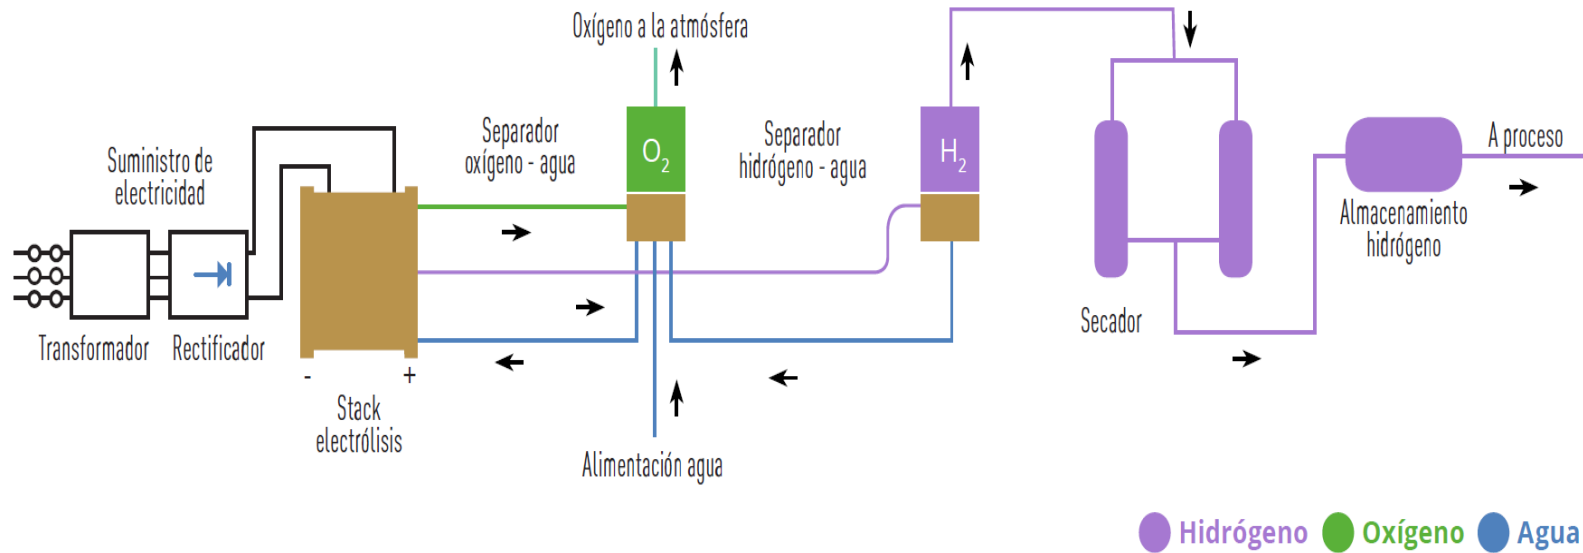 Oxígeno a la atmósfera
Suministro de
electricidad
Separador
oxígeno - agua
O2
Separador
hidrógeno - agua
H2
A proceso
Almacenamiento
hidrógeno
Secador
Transformador
Rectificador
- +
Stack
electrólisis
Alimentación agua
Hidrógeno Oxígeno Agua